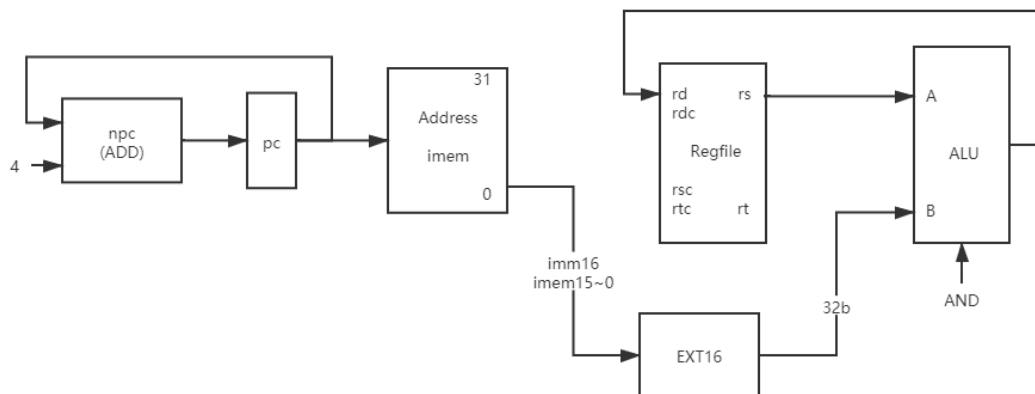 npc
(ADD)
4
pc
31
Address
imem
0
imm16
imem15~0
EXT16
32b
rd
rs
rdc
Regfile
rsc
rtc
rt
A
ALU
B
AND